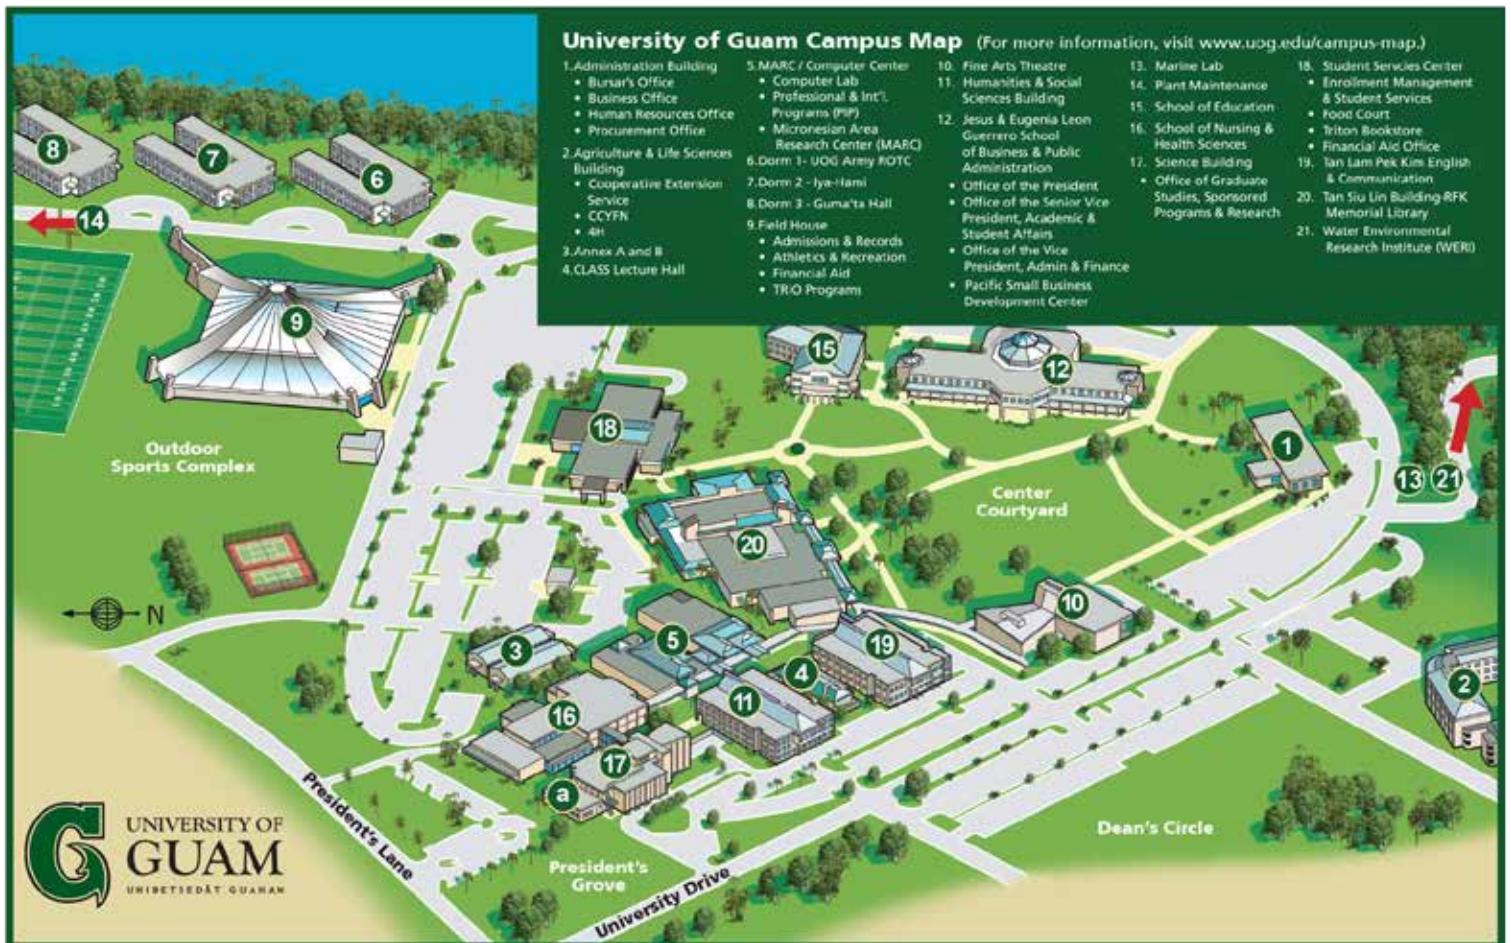 University of Guam Campus Map (For more information, visit www.uog.edu/campus-map.)
1.Administration Building
• Bursar's Office
• Business Office
• Human Resources Office
• Procurement Office
2.Agriculture & Life Sciences
Building
• Cooperative Extension
Service
• CCYFN
• 4H
3.Annex A and B
4.CLASS Lecture Hall
5.MARC / Computer Center
• Computer Lab
• Professional & Int'l.
Programs (PIP)
• Micronesian Area
Research Center (MARC)
6.Dorm 1- UOG Army ROTC
7.Dorm 2 - Iya-Hami
8.Dorm 3 - Guma'ta Hall
9.Field House
• Admissions & Records
• Athletics & Recreation
• Financial Aid
• TRiO Programs
10. Fine Arts Theatre
11. Humanities & Social
Sciences Building
12. Jesus & Eugenia Leon
Guerrero School
of Business & Public
Administration
• Office of the President
• Office of the Senior Vice
President, Academic &
Student Affairs
• Office of the Vice
President, Admin & Finance
• Pacific Small Business
Development Center
13. Marine Lab
14. Plant Maintenance
15. School of Education
16. School of Nursing &
Health Sciences
17. Science Building
• Office of Graduate
Studies, Sponsored
Programs & Research
18. Student Servcies Center
• Enrollment Management
& Student Services
• Food Court
• Triton Bookstore
• Financial Aid Office
19. Tan Lam Pek Kim English
& Communication
20. Tan Siu Lin Building-RFK
Memorial Library
21. Water Environmental
Research Institute (WERI)
8
7
6
14
9
15
12
18
1
Outdoor
Sports Complex
13
21
Center
Courtyard
20
N
10
3
5
19
4
2
11
16
17
a
President's Lane
Dean's Circle
President's
Grove
University Drive
G
UNIVERSITY OF
GUAM
UNIBETSEDÅT GUAHAN